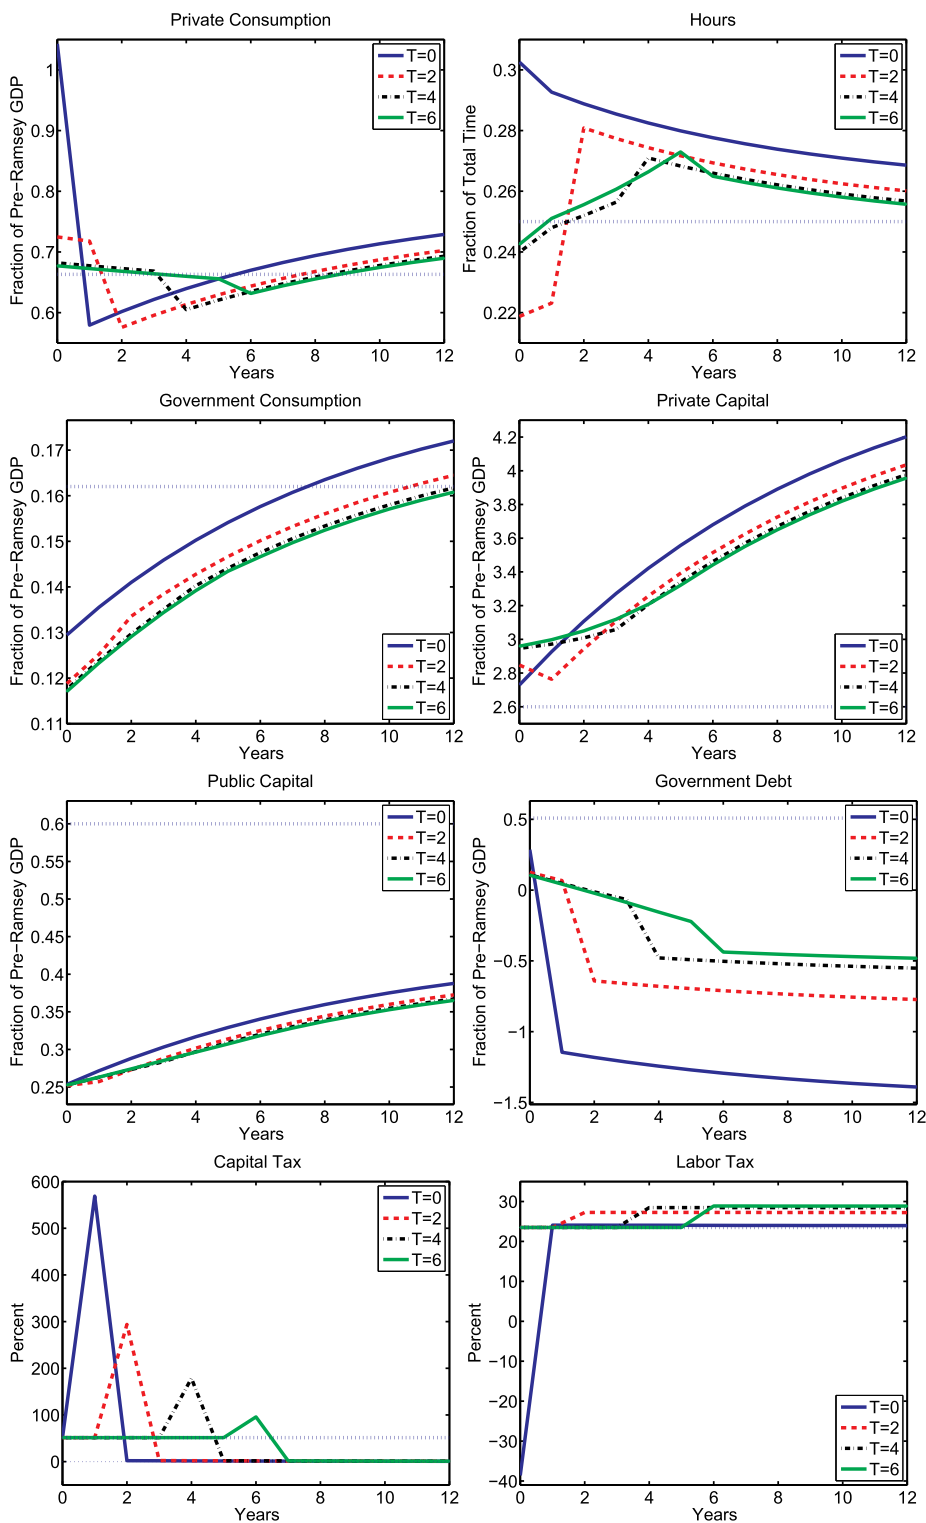 Private Consumption
Fraction of Pre−Ramsey GDP
1
0.9
0.8
0.7
0.6
0 2 4 6 8 10 12
Years
T=0
T=2
T=4
T=6
Hours
Fraction of Total Time
0.3
0.28
0.26
0.24
0.22
0 2 4 6 8 10 12
Years
T=0
T=2
T=4
T=6
Government Consumption
Fraction of Pre−Ramsey GDP
0.17
0.16
0.15
0.14
0.13
0.12
0.11
0 2 4 6 8 10 12
Years
T=0
T=2
T=4
T=6
Private Capital
Fraction of Pre−Ramsey GDP
4.2
4
3.8
3.6
3.4
3.2
3
2.8
2.6
0 2 4 6 8 10 12
Years
T=0
T=2
T=4
T=6
Public Capital
Fraction of Pre−Ramsey GDP
0.6
0.55
0.5
0.45
0.4
0.35
0.3
0.25
0 2 4 6 8 10 12
Years
T=0
T=2
T=4
T=6
Government Debt
Fraction of Pre−Ramsey GDP
0.5
0
−0.5
−1
−1.5
0 2 4 6 8 10 12
Years
T=0
T=2
T=4
T=6
Capital Tax
Percent
600
500
400
300
200
100
0
0 2 4 6 8 10 12
Years
T=0
T=2
T=4
T=6
Labor Tax
Percent
30
20
10
0
−10
−20
−30
−40
0 2 4 6 8 10 12
Years
T=0
T=2
T=4
T=6